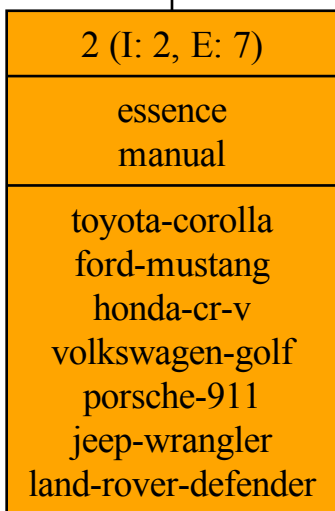 2 (I: 2, E: 7)
essence
manual
toyota-corolla
ford-mustang
honda-cr-v
volkswagen-golf
porsche-911
jeep-wrangler
land-rover-defender